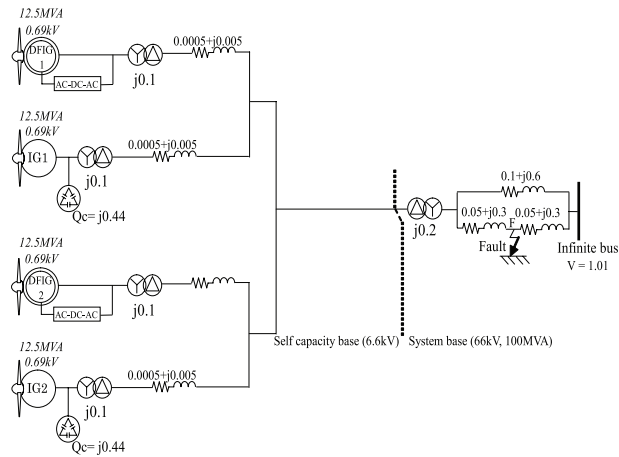 12.5MVA
0.69kV
DFIG
1
AC-DC-AC
j0.1
0.0005+j0.005
12.5MVA
0.69kV
IG1
j0.1
0.0005+j0.005
Qc= j0.44
12.5MVA
0.69kV
DFIG
2
AC-DC-AC
j0.1
12.5MVA
0.69kV
IG2
j0.1
0.0005+j0.005
Qc= j0.44
j0.2
0.1+j0.6
0.05+j0.3
F
0.05+j0.3
Fault
Infinite bus
V = 1.01
Self capacity base (6.6kV)
System base (66kV, 100MVA)